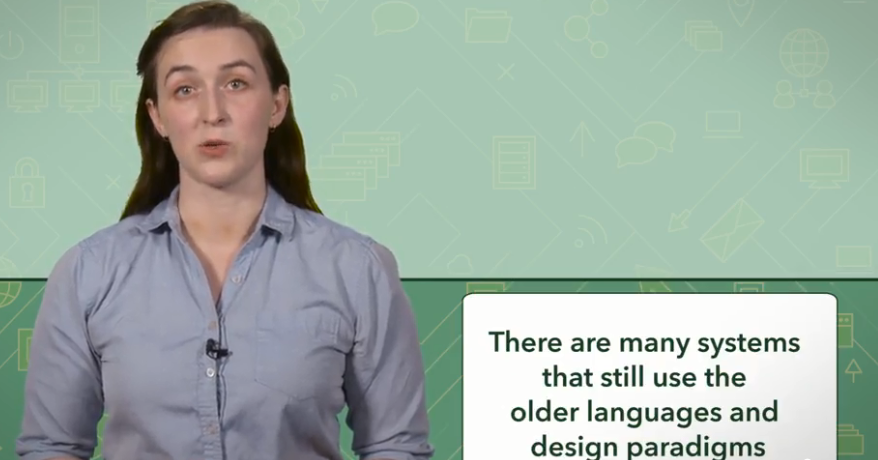 There are many systems
that still use the
older languages and
design paradigms